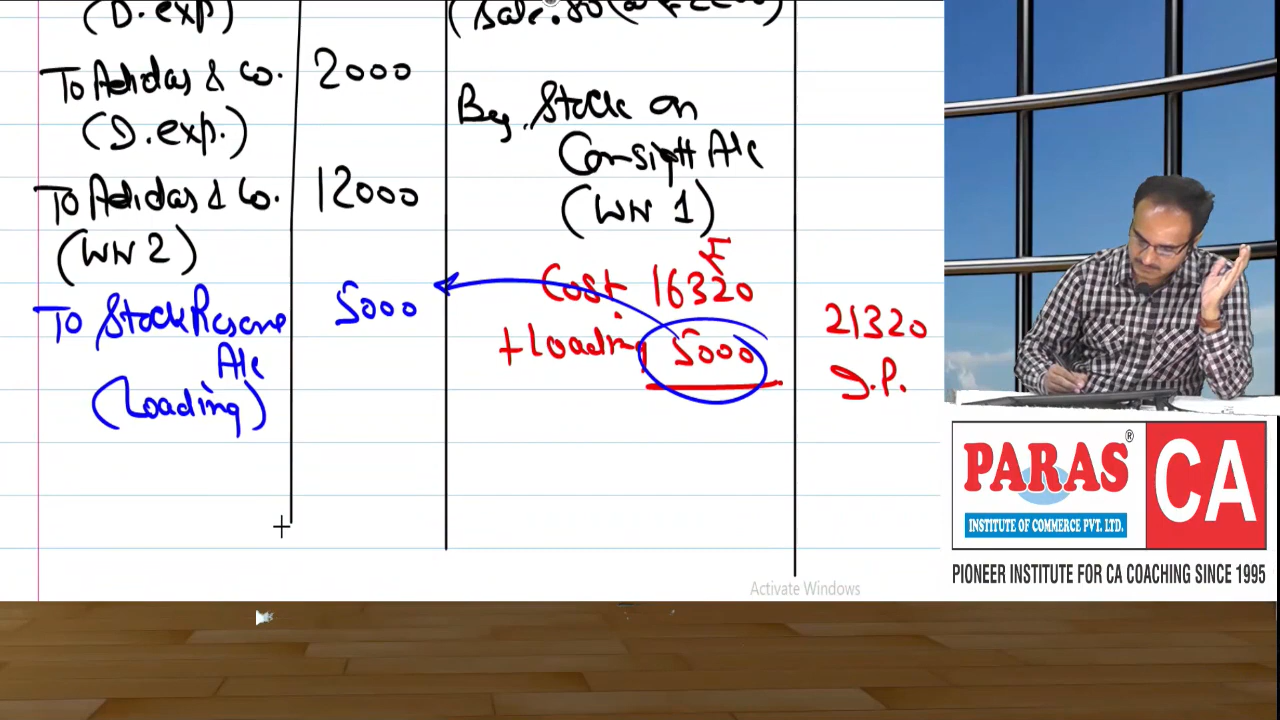 (D. exp)
To Adidas & Co. 2000
(D. exp.)
To Adidas & Co. 12000
(WN 2)
To Stock Reserve 5000
A/c
(Loading)
By Stock on
Consigtt A/c
(WN 1)
Cost 16320
+ Loading 5000
21320
I.P.
PARAS®
INSTITUTE OF COMMERCE PVT. LTD.
CA
PIONEER INSTITUTE FOR CA COACHING SINCE 1995
Activate Windows